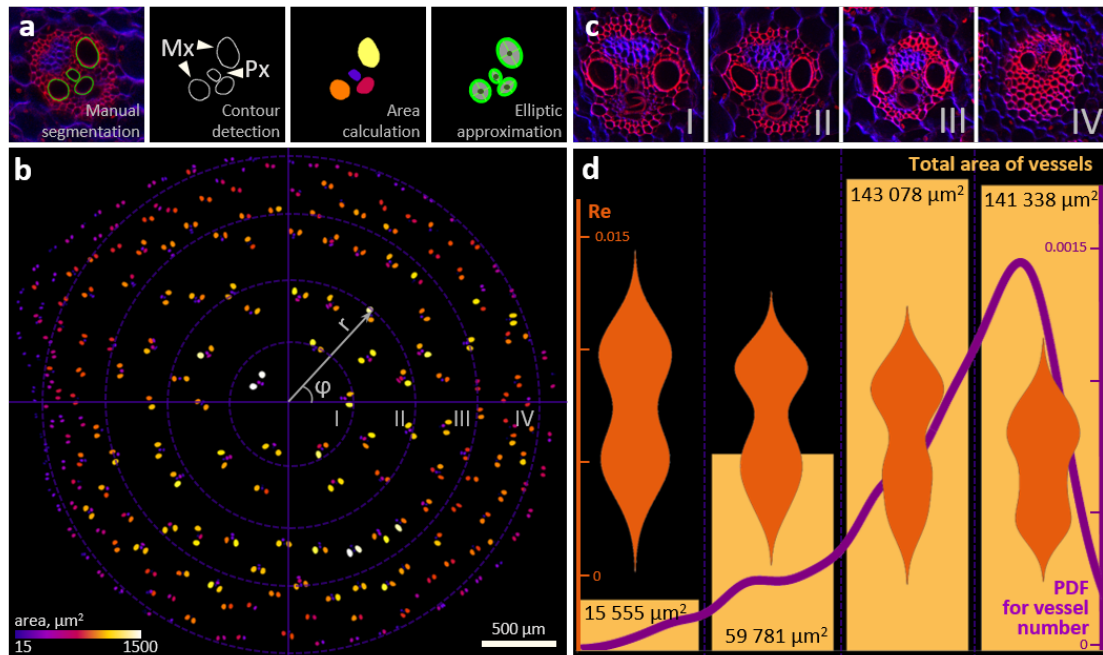 a
Manual
segmentation
Mx
Px
Contour
detection
Area
calculation
Elliptic
approximation
c
I
II
III
IV
b
r
φ
I
II
III
IV
area, µm²
15
1500
500 µm
d
Total area of vessels
143 078 µm²
141 338 µm²
Re
0.015
0.0015
0
15 555 µm²
59 781 µm²
PDF
for vessel
number
0